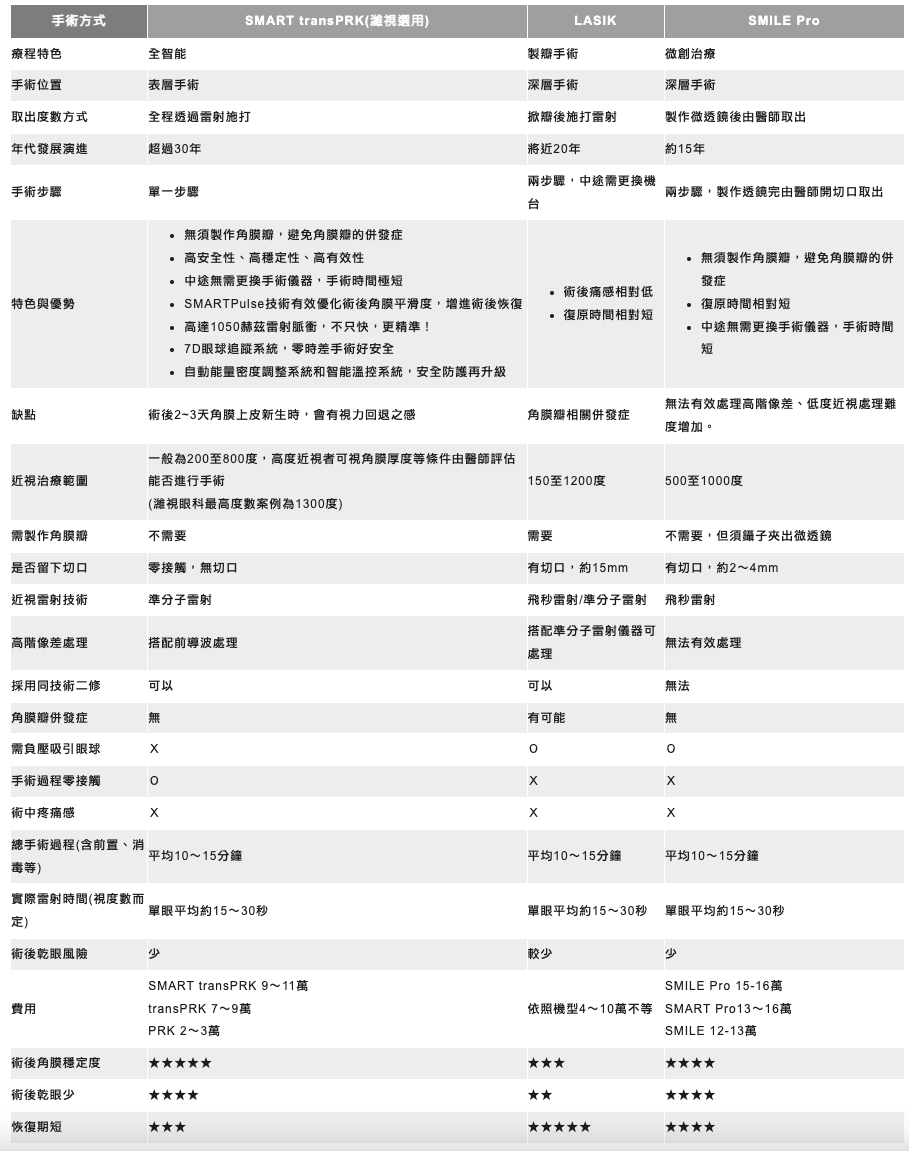 手術方式 SMART transPRK(濰視選用) LASIK SMILE Pro
療程特色 全智能 製瓣手術 微創治療
手術位置 表層手術 深層手術 深層手術
取出度數方式 全程透過雷射施打 掀瓣後施打雷射 製作微透鏡後由醫師取出
年代發展演進 超過30年 將近20年 約15年
手術步驟 單一步驟 兩步驟，中途需更換機台 兩步驟，製作透鏡完由醫師開切口取出
特色與優勢
• 無須製作角膜瓣，避免角膜瓣的併發症
• 高安全性、高穩定性、高有效性
• 中途無需更換手術儀器，手術時間極短
• SMARTPulse技術有效優化術後角膜平滑度，增進術後恢復
• 高達1050赫茲雷射脈衝，不只快，更精準！
• 7D眼球追蹤系統，零時差手術好安全
• 自動能量密度調整系統和智能溫控系統，安全防護再升級
• 術後痛感相對低
• 復原時間相對短
• 無須製作角膜瓣，避免角膜瓣的併
發症
• 復原時間相對短
• 中途無需更換手術儀器，手術時間
短
缺點 術後2~3天角膜上皮新生時，會有視力回退之感 角膜瓣相關併發症 無法有效處理高階像差、低度近視處理難
度增加。
近視治療範圍
一般為200至800度，高度近視者可視角膜厚度等條件由醫師評估
能否進行手術
(濰視眼科最高度數案例為1300度)
150至1200度 500至1000度
需製作角膜瓣 不需要 需要 不需要，但須鑷子夾出微透鏡
是否留下切口 零接觸，無切口 有切口，約15mm 有切口，約2～4mm
近視雷射技術 準分子雷射 飛秒雷射/準分子雷射 飛秒雷射
高階像差處理 搭配前導波處理 搭配準分子雷射儀器可
處理 無法有效處理
採用同技術二修 可以 可以 無法
角膜瓣併發症 無 有可能 無
需負壓吸引眼球 X O O
手術過程零接觸 O X X
術中疼痛感 X X X
總手術過程(含前置、消
毒等) 平均10～15分鐘 平均10～15分鐘 平均10～15分鐘
實際雷射時間(視度數而
定) 單眼平均約15～30秒 單眼平均約15～30秒 單眼平均約15～30秒
術後乾眼風險 少 較少 少
費用
SMART transPRK 9～11萬
transPRK 7～9萬
PRK 2～3萬
依照機型4～10萬不等
SMILE Pro 15-16萬
SMART Pro13～16萬
SMILE 12-13萬
術後角膜穩定度 ★★★★★ ★★★ ★★★★
術後乾眼少 ★★★★ ★★ ★★★★
恢復期短 ★★★ ★★★★★ ★★★★